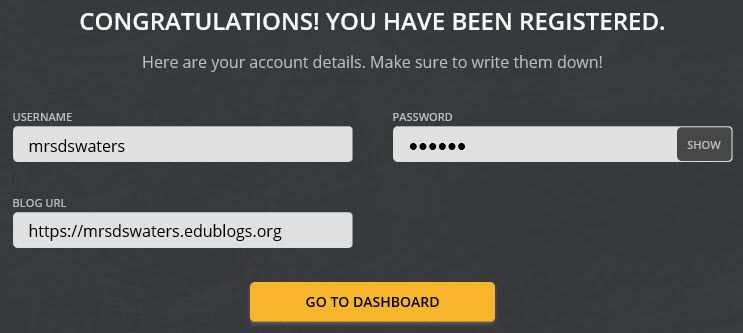 CONGRATULATIONS! YOU HAVE BEEN REGISTERED.
Here are your account details. Make sure to write them down!
USERNAME
PASSWORD
mrsdswaters
●●●●●●
SHOW
BLOG URL
https://mrsdswaters.edublogs.org
GO TO DASHBOARD